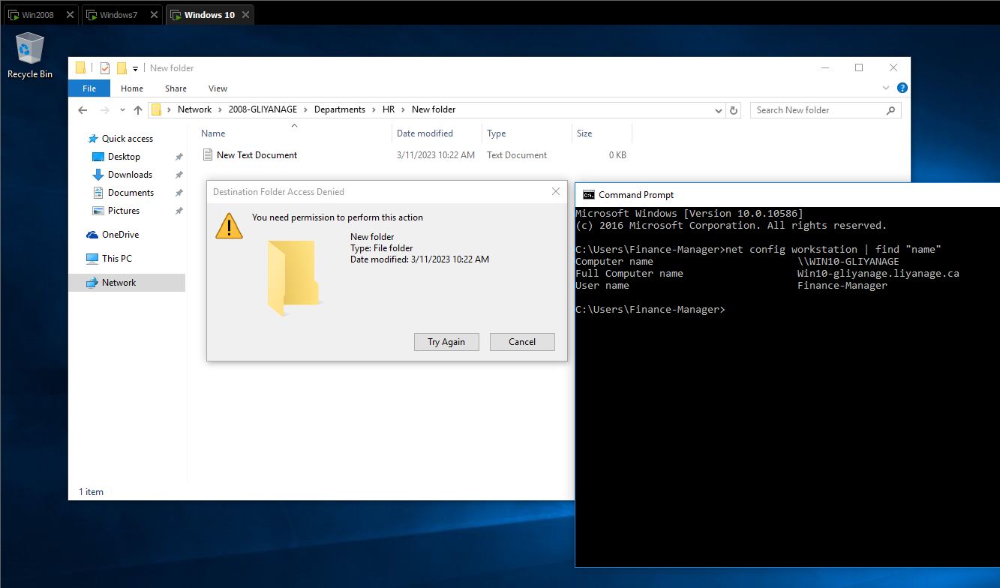 Win2008
Windows7
Windows 10
Recycle Bin
New folder
File Home Share View
Network > 2008-GLIYANAGE > Departments > HR > New folder
Search New folder
Name Date modified Type Size
New Text Document 3/11/2023 10:22 AM Text Document 0 KB
Quick access
Desktop
Downloads
Documents
Pictures
OneDrive
This PC
Network
1 item
Destination Folder Access Denied
You need permission to perform this action
New folder
Type: File folder
Date modified: 3/11/2023 10:22 AM
Try Again Cancel
Command Prompt
Microsoft Windows [Version 10.0.10586]
(c) 2016 Microsoft Corporation. All rights reserved.
C:\Users\Finance-Manager>net config workstation | find "name"
Computer name \\WIN10-GLIYANAGE
Full Computer name Win10-gliyanage.liyanage.ca
User name Finance-Manager
C:\Users\Finance-Manager>